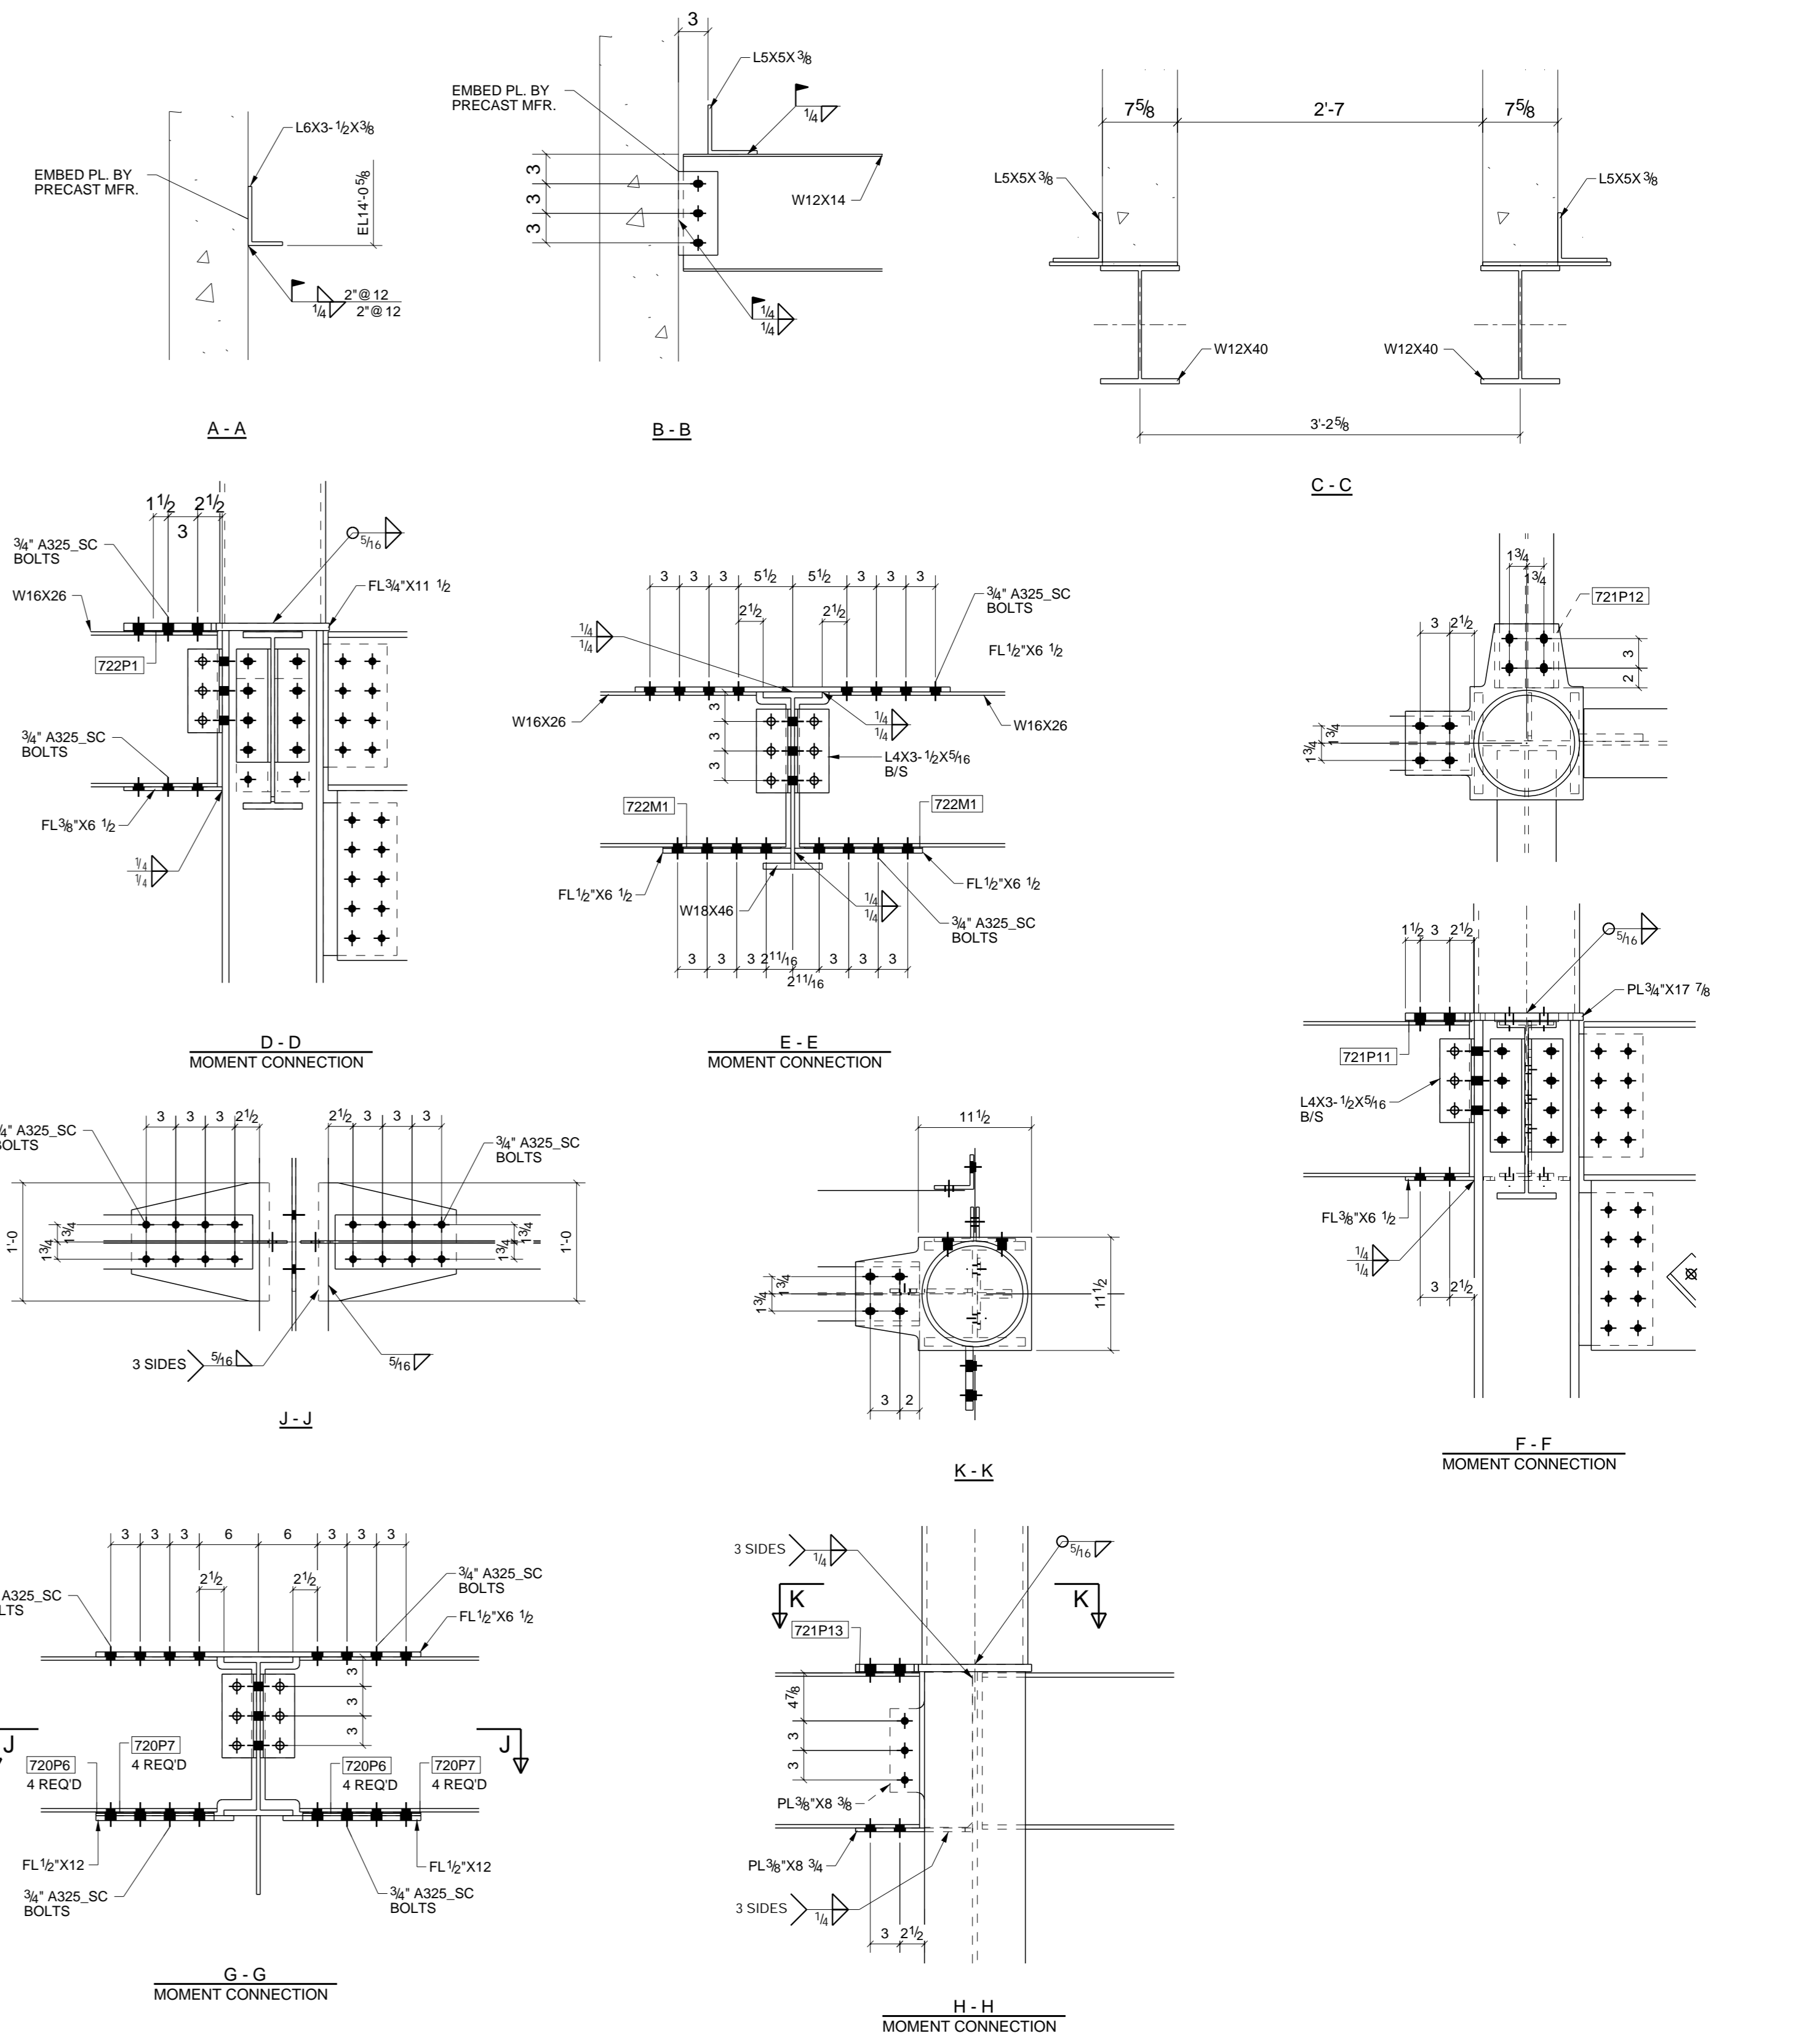 3
L5X5X3/8
EMBED PL. BY
PRECAST MFR.
1/4
3
3
3
W12X14
1/4
1/4
B - B
L6X3-1/2X3/8
EMBED PL. BY
PRECAST MFR.
EL14'-0 5/8
2"@12
1/4
2"@12
A - A
7 5/8
2'-7
7 5/8
L5X5X3/8
L5X5X3/8
W12X40
W12X40
3'-2 5/8
C - C
1 1/2
3
2 1/2
3/4" A325_SC
BOLTS
5/16
W16X26
FL3/4"X11 1/2
722P1
3/4" A325_SC
BOLTS
FL3/8"X6 1/2
1/4
1/4
D - D
MOMENT CONNECTION
3 3 3 5 1/2 5 1/2 3 3 3
2 1/2
2 1/2
3/4" A325_SC
BOLTS
1/4
1/4
FL1/2"X6 1/2
3
3
3
W16X26
1/4
1/4
W16X26
L4X3-1/2X5/16
B/S
722M1
722M1
FL1/2"X6 1/2
FL1/2"X6 1/2
W18X46
1/4
1/4
3/4" A325_SC
BOLTS
3 3 3 2 11/16 3 3 3
2 11/16
E - E
MOMENT CONNECTION
1 3/4
1 3/4
721P12
3 2 1/2
3
2
1 3/4
1 3/4
1 1/2 3 2 1/2
5/16
PL3/4"X17 7/8
721P11
L4X3-1/2X5/16
B/S
FL3/8"X6 1/2
1/4
1/4
3 2 1/2
F - F
MOMENT CONNECTION
3 3 3 2 1/2
2 1/2 3 3 3
/4" A325_SC
OLTS
3/4" A325_SC
BOLTS
1'-0
1 3/4
1 3/4
1 3/4
1 3/4
1'-0
3 SIDES
5/16
5/16
J - J
11 1/2
1 3/4
1 3/4
11 1/2
3 2
K - K
3 3 3 6 6 3 3 3
2 1/2
2 1/2
A325_SC
LTS
3/4" A325_SC
BOLTS
FL1/2"X6 1/2
3
3
3
J
J
720P6
4 REQ'D
720P7
4 REQ'D
720P6
4 REQ'D
720P7
4 REQ'D
FL1/2"X12
FL1/2"X12
3/4" A325_SC
BOLTS
3/4" A325_SC
BOLTS
G - G
MOMENT CONNECTION
3 SIDES
1/4
5/16
K
K
721P13
4 7/8
3
3
PL3/8"X8 3/8
PL3/8"X8 3/4
3 SIDES
1/4
3 2 1/2
H - H
MOMENT CONNECTION